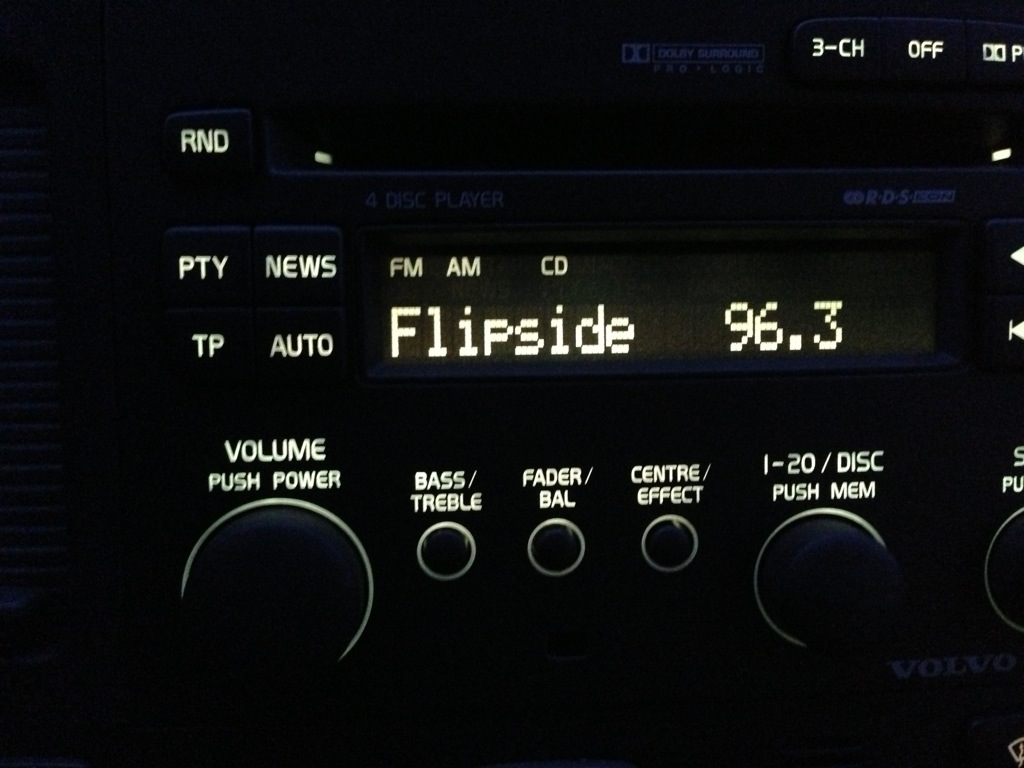 3-CH OFF
DOLBY SURROUND
PRO · LOGIC
RND
4 DISC PLAYER
R·D·S EON
PTY NEWS
FM AM CD
TP AUTO
Flipside 96.3
VOLUME
PUSH POWER
BASS/
TREBLE
FADER/
BAL
CENTRE/
EFFECT
1-20 / DISC
PUSH MEM
VOLVO